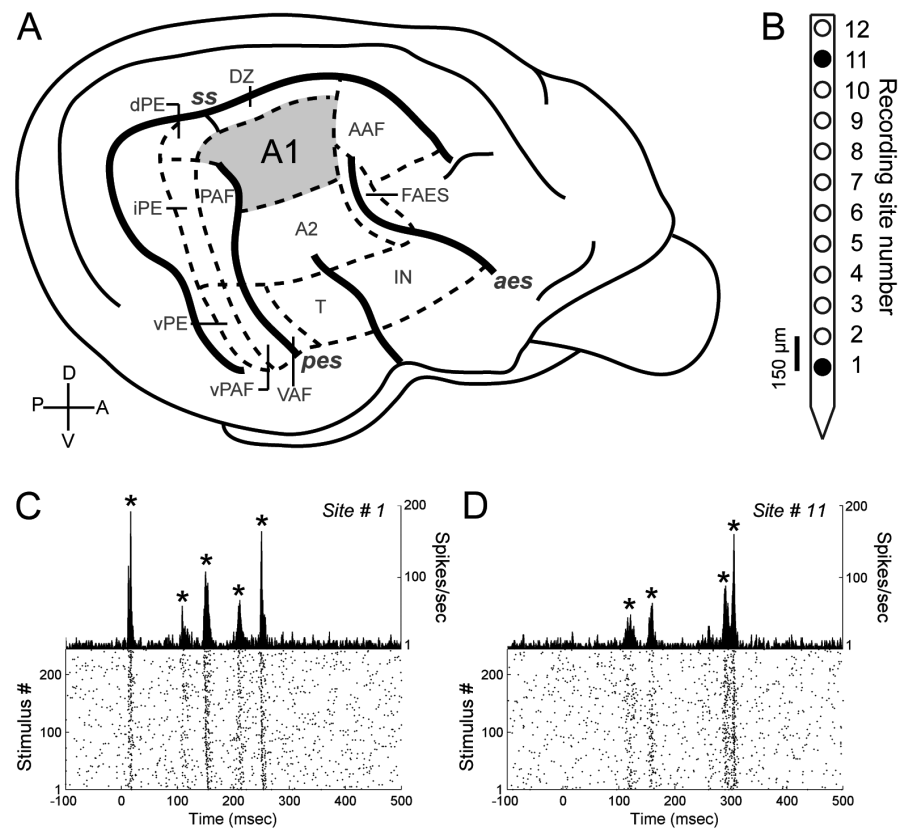 A
DZ
ss
dPE
AAF
A1
PAF
FAES
iPE
A2
IN
aes
T
vPE
pes
vPAF
VAF
D
P
A
V
B
12
11
10
9
8
7
6
5
4
3
2
1
Recording site number
150 µm
C
Site # 1
*
*
*
*
*
200
100
1
Spikes/sec
200
100
1
Stimulus #
-100 0 100 200 300 400 500
Time (msec)
D
Site # 11
*
*
*
*
200
100
1
Spikes/sec
200
100
1
Stimulus #
-100 0 100 200 300 400 500
Time (msec)